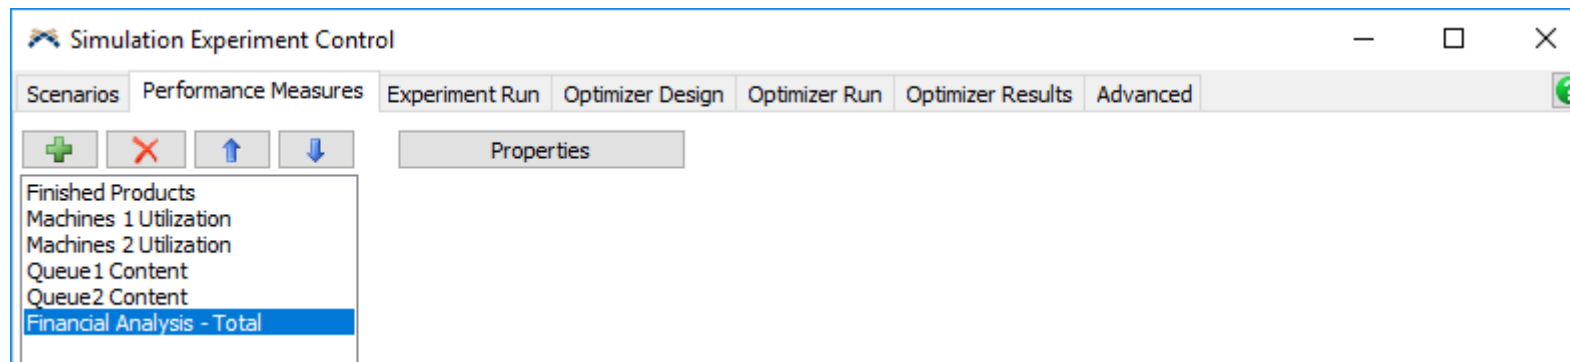 Simulation Experiment Control
Scenarios Performance Measures Experiment Run Optimizer Design Optimizer Run Optimizer Results Advanced
Properties
Finished Products
Machines 1 Utilization
Machines 2 Utilization
Queue1 Content
Queue2 Content
Financial Analysis - Total